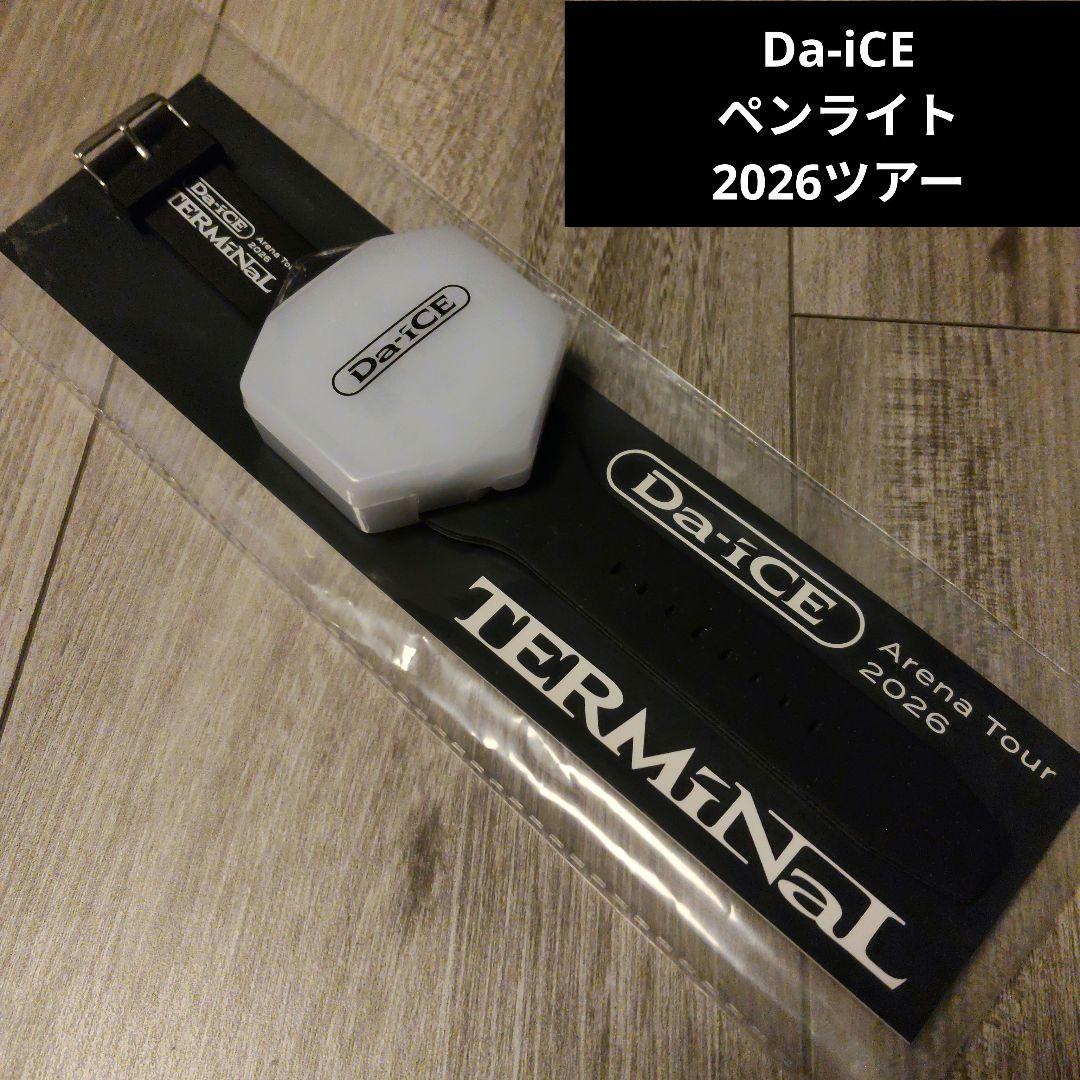 Da-iCE
ペンライト
2026ツアー
Da-iCE
Arena Tour
2026
TERMiNaL
Da-iCE
Da-iCE
Arena Tour
2026
TERMiNaL